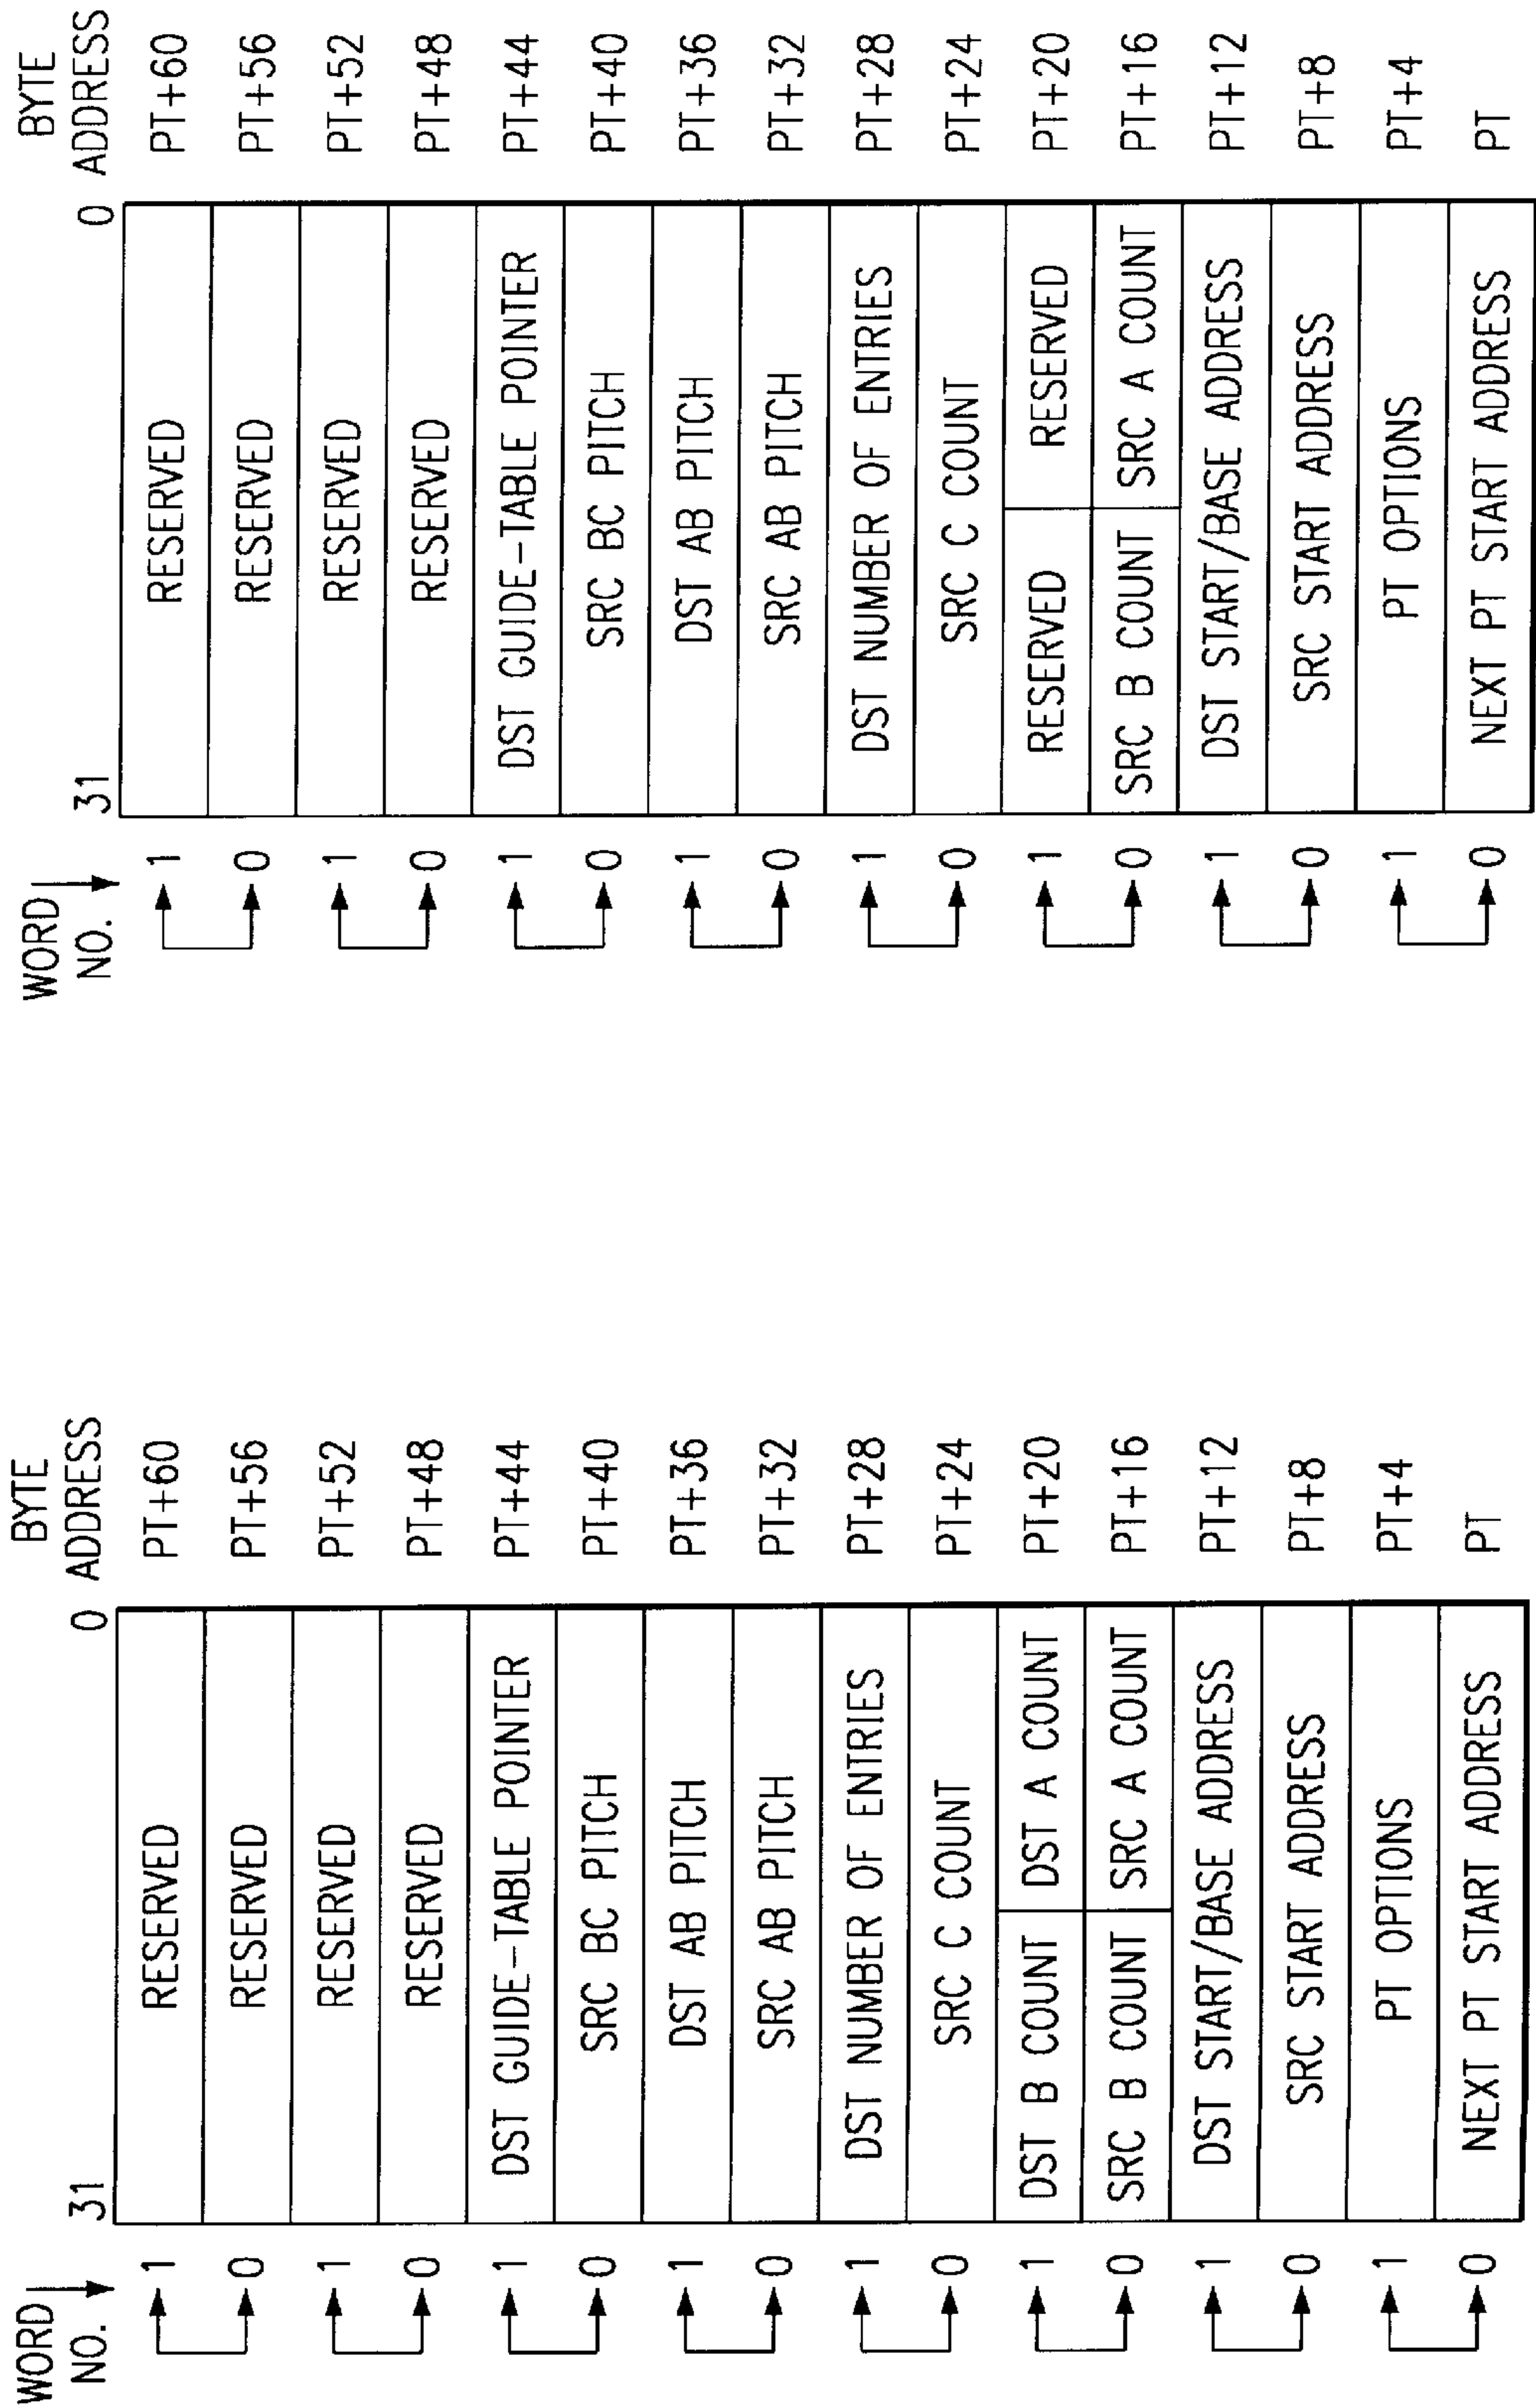 WORD NO. 31 0 BYTE ADDRESS
1 RESERVED PT+60
0 RESERVED PT+56
1 RESERVED PT+52
0 RESERVED PT+48
1 DST GUIDE-TABLE POINTER PT+44
0 SRC BC PITCH PT+40
1 DST AB PITCH PT+36
0 SRC AB PITCH PT+32
1 DST NUMBER OF ENTRIES PT+28
0 SRC C COUNT PT+24
1 DST B COUNT DST A COUNT PT+20
0 SRC B COUNT SRC A COUNT PT+16
1 DST START/BASE ADDRESS PT+12
0 SRC START ADDRESS PT+8
1 PT OPTIONS PT+4
0 NEXT PT START ADDRESS PT
WORD NO. 31 0 BYTE ADDRESS
1 RESERVED PT+60
0 RESERVED PT+56
1 RESERVED PT+52
0 RESERVED PT+48
1 DST GUIDE-TABLE POINTER PT+44
0 SRC BC PITCH PT+40
1 DST AB PITCH PT+36
0 SRC AB PITCH PT+32
1 DST NUMBER OF ENTRIES PT+28
0 SRC C COUNT PT+24
1 RESERVED RESERVED PT+20
0 SRC B COUNT SRC A COUNT PT+16
1 DST START/BASE ADDRESS PT+12
0 SRC START ADDRESS PT+8
1 PT OPTIONS PT+4
0 NEXT PT START ADDRESS PT